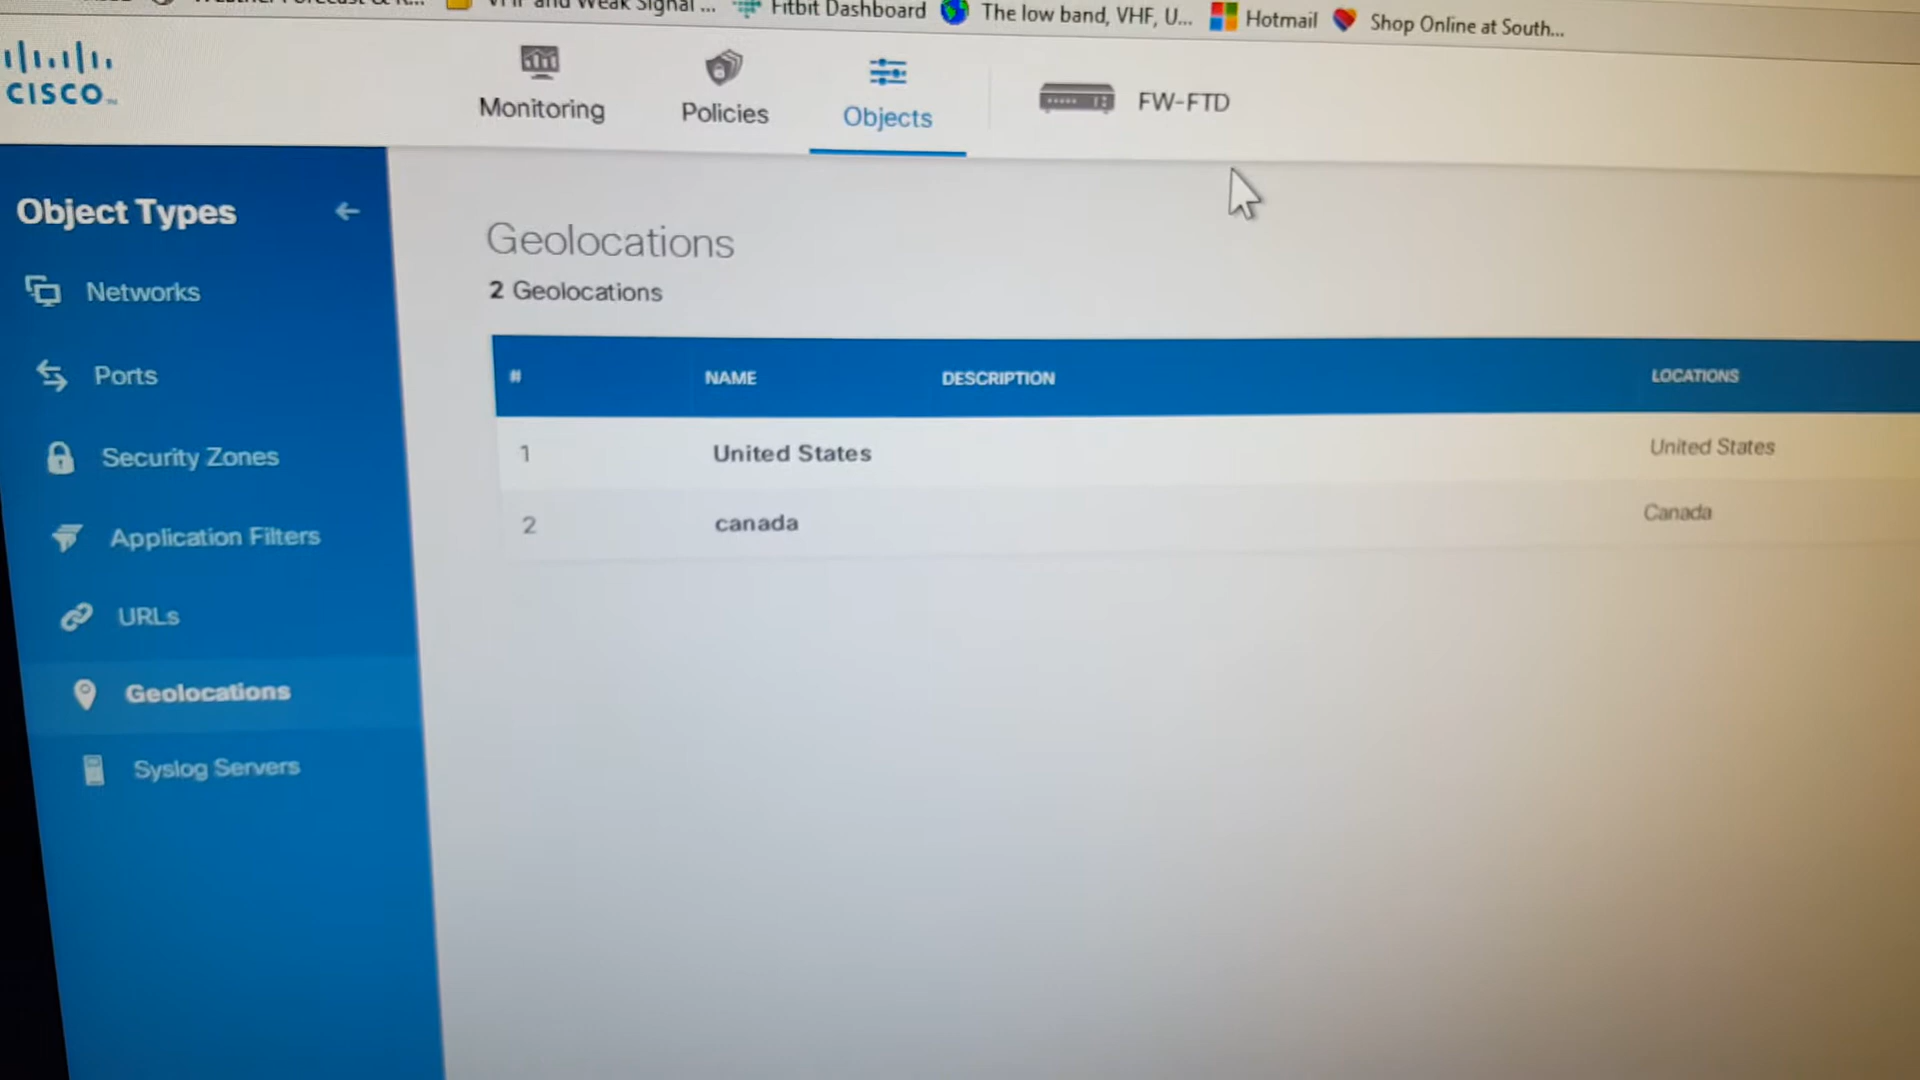 VHF and Weak Signal ...
Fitbit Dashboard
The low band, VHF, U...
Hotmail
Shop Online at South...
CISCO
Monitoring
Policies
Objects
FW-FTD
Object Types
Networks
Ports
Security Zones
Application Filters
URLs
Geolocations
Syslog Servers
Geolocations
2 Geolocations
# NAME DESCRIPTION LOCATIONS
1 United States United States
2 canada Canada